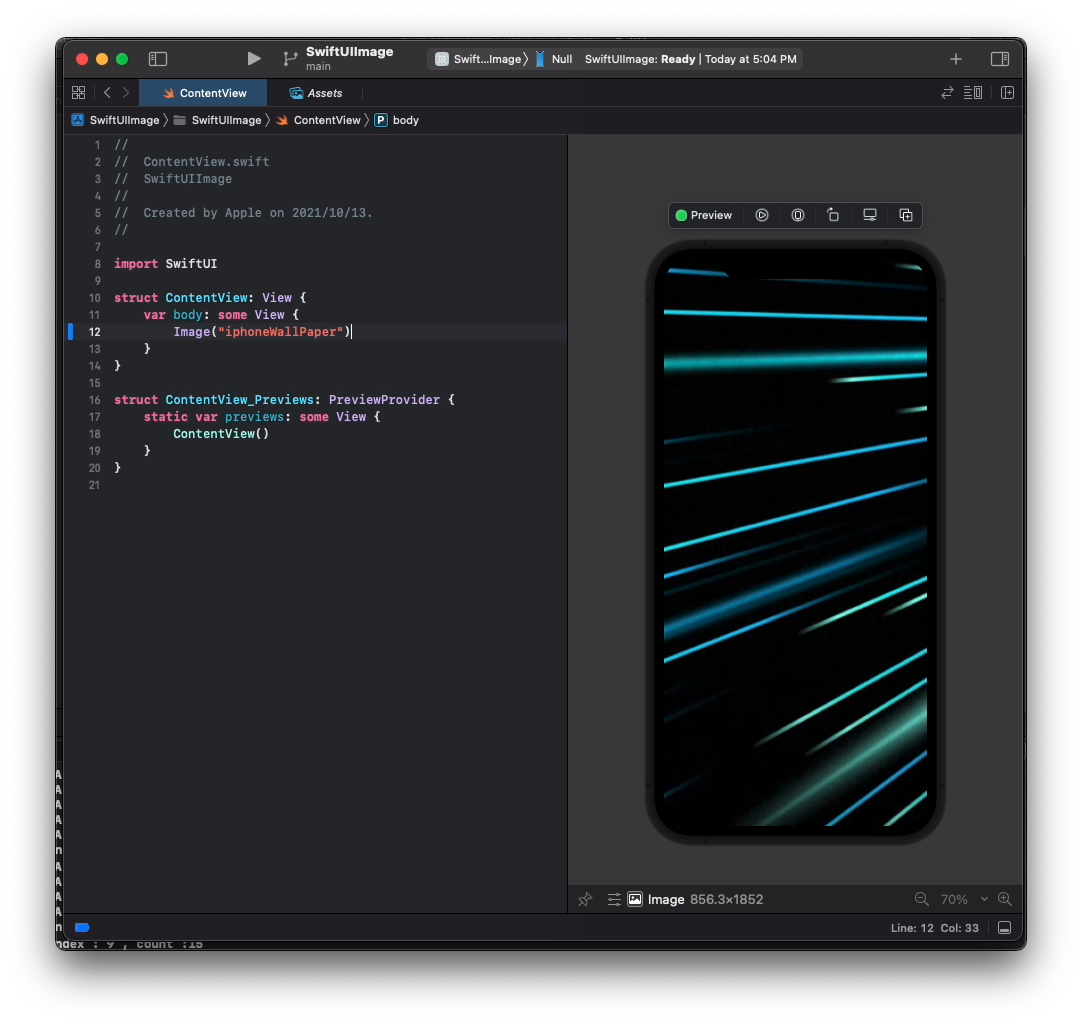 SwiftUIImage
main
Swift...Image〉 Null SwiftUIImage: Ready | Today at 5:04 PM
ContentView Assets
SwiftUIImage 〉 SwiftUIImage 〉 ContentView 〉 P body
1 //
2 //  ContentView.swift
3 //  SwiftUIImage
4 //
5 //  Created by Apple on 2021/10/13.
6 //
7
8 import SwiftUI
9
10 struct ContentView: View {
11     var body: some View {
12         Image("iphoneWallPaper")
13     }
14 }
15
16 struct ContentView_Previews: PreviewProvider {
17     static var previews: some View {
18         ContentView()
19     }
20 }
21
Preview
Image 856.3×1852 70%
Line: 12 Col: 33
A
A
A
A
A
n
A
A
A
A
n
ndex : 9 , count :15